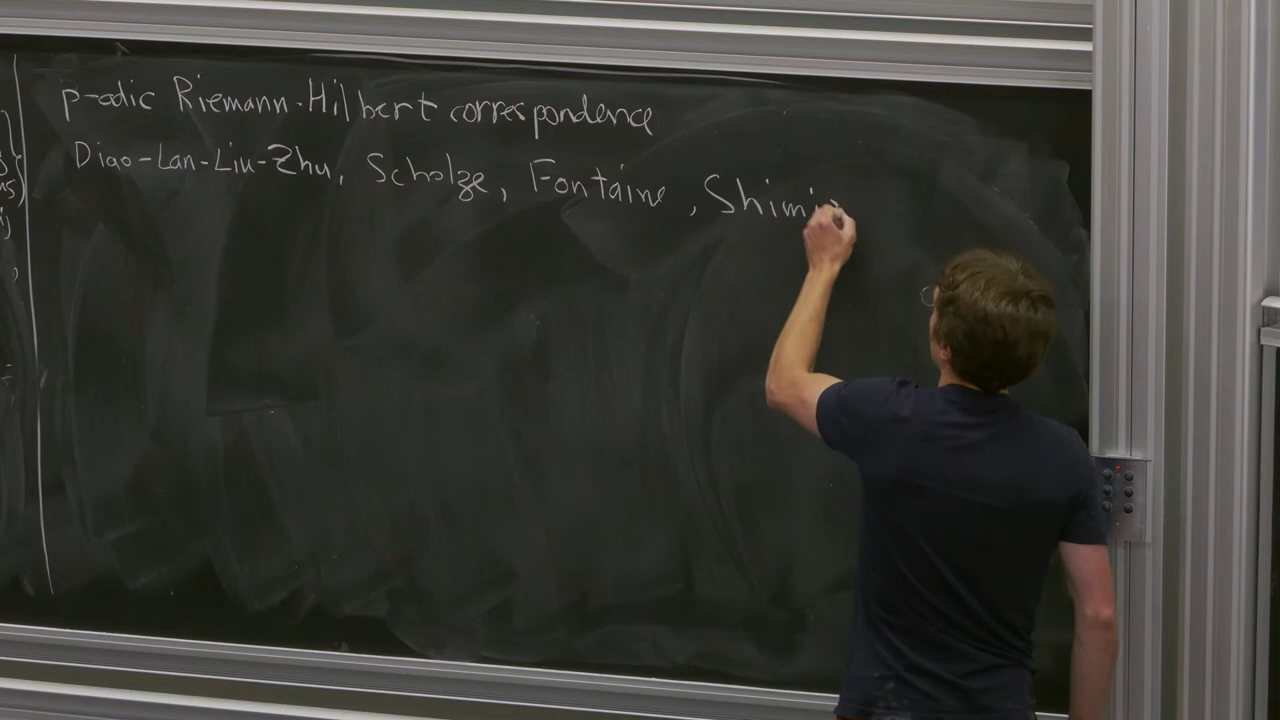 p-adic Riemann-Hilbert correspondence
Diao-Lan-Liu-Zhu, Scholze, Fontaine, Shimi